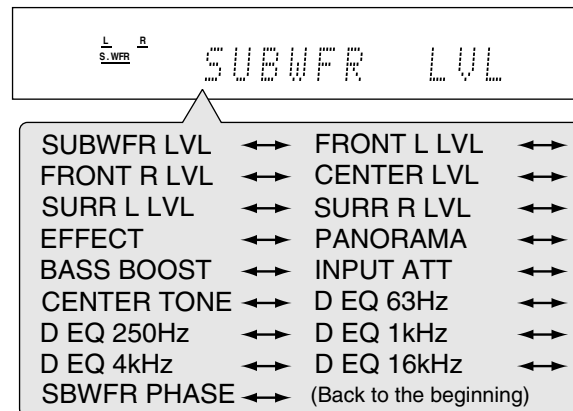 L R
S.WFR
SUBWFR LVL
SUBWFR LVL ↔ FRONT L LVL ↔
FRONT R LVL ↔ CENTER LVL ↔
SURR L LVL ↔ SURR R LVL ↔
EFFECT ↔ PANORAMA ↔
BASS BOOST ↔ INPUT ATT ↔
CENTER TONE ↔ D EQ 63Hz ↔
D EQ 250Hz ↔ D EQ 1kHz ↔
D EQ 4kHz ↔ D EQ 16kHz ↔
SBWFR PHASE ↔ (Back to the beginning)